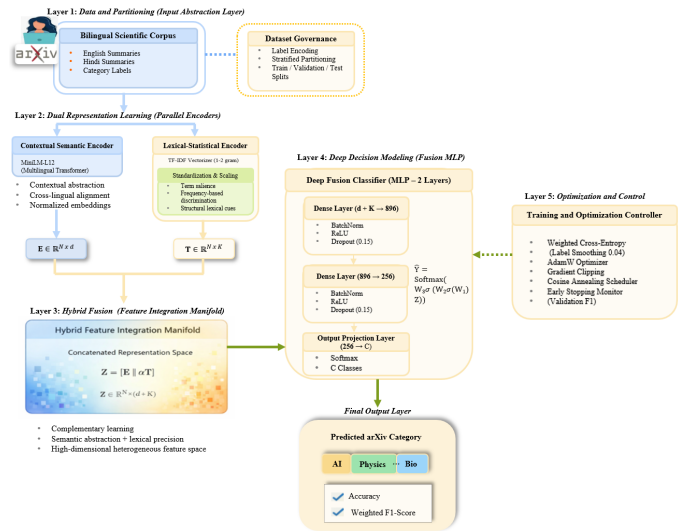 Layer 1: Data and Partitioning (Input Abstraction Layer)
arXiv
Bilingual Scientific Corpus
• English Summaries
• Hindi Summaries
• Category Labels
Dataset Governance
• Label Encoding
• Stratified Partitioning
• Train / Validation / Test
Splits
Layer 2: Dual Representation Learning (Parallel Encoders)
Contextual Semantic Encoder
MiniLM-L12
(Multilingual Transformer)
• Contextual abstraction
• Cross-lingual alignment
• Normalized embeddings
Lexical-Statistical Encoder
TF-IDF Vectorizer (1-2 gram)
Standardization & Scaling
• Term salience
• Frequency-based
discrimination
• Structural lexical cues
E ∈ ℝ^{N x d}
T ∈ ℝ^{N x K}
Layer 3: Hybrid Fusion (Feature Integration Manifold)
Hybrid Feature Integration Manifold
Concatenated Representation Space
Z = [E ∥ αT]
Z ∈ ℝ^{N×(d+K)}
• Complementary learning
• Semantic abstraction + lexical precision
• High-dimensional heterogeneous feature space
Layer 4: Deep Decision Modeling (Fusion MLP)
Deep Fusion Classifier (MLP – 2 Layers)
Dense Layer (d + K → 896)
• BatchNorm
• ReLU
• Dropout (0.15)
Dense Layer (896 → 256)
• BatchNorm
• ReLU
• Dropout (0.15)
Output Projection Layer
(256 → C)
• Softmax
• C Classes
Ŷ =
Softmax(
W₃σ (W₂σ(W₁)
Z))
Layer 5: Optimization and Control
Training and Optimization Controller
• Weighted Cross-Entropy
• (Label Smoothing 0.04)
• AdamW Optimizer
• Gradient Clipping
• Cosine Annealing Scheduler
• Early Stopping Monitor
• (Validation F1)
Final Output Layer
Predicted arXiv Category
AI Physics ··· Bio
Accuracy
Weighted F1-Score